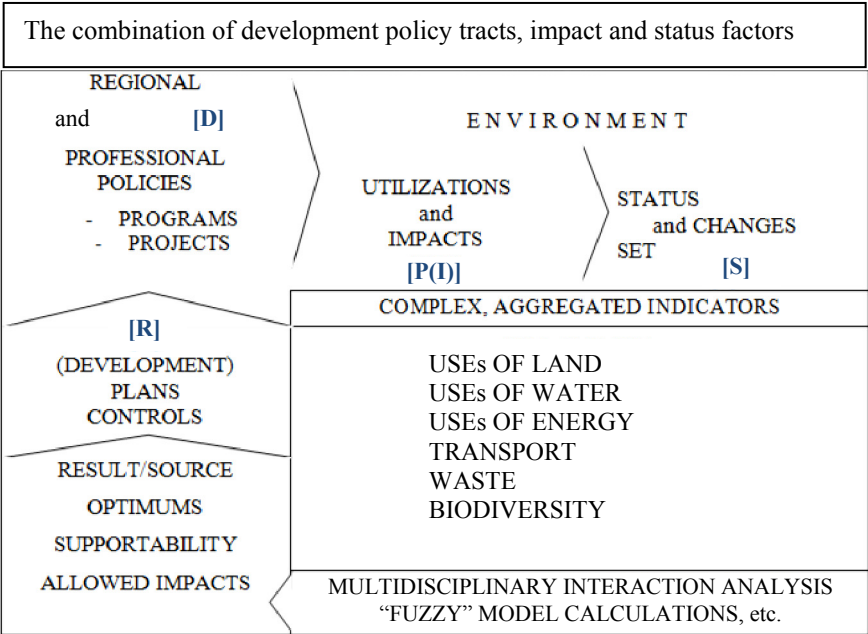 The combination of development policy tracts, impact and status factors
REGIONAL
and [D]
PROFESSIONAL
POLICIES
- PROGRAMS
- PROJECTS
E N V I R O N M E N T
UTILIZATIONS
and
IMPACTS
[P(I)]
STATUS
and CHANGES
SET
[S]
[R]
(DEVELOPMENT)
PLANS
CONTROLS
RESULT/SOURCE
OPTIMUMS
SUPPORTABILITY
ALLOWED IMPACTS
COMPLEX, AGGREGATED INDICATORS
USEs OF LAND
USEs OF WATER
USEs OF ENERGY
TRANSPORT
WASTE
BIODIVERSITY
MULTIDISCIPLINARY INTERACTION ANALYSIS
“FUZZY” MODEL CALCULATIONS, etc.